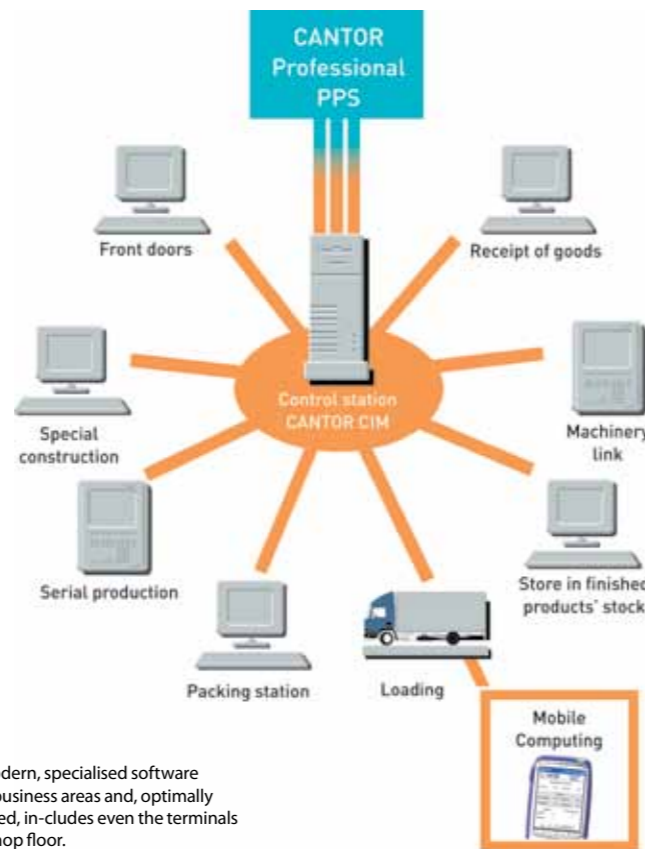 CANTOR
Professional
PPS
Front doors
Receipt of goods
Control station
CANTOR CIM
Special
construction
Machinery
link
Serial production
Store in finished
products' stock
Packing station
Loading
Mobile
Computing
dern, specialised software
business areas and, optimally
ed, in-cludes even the terminals
hop floor.